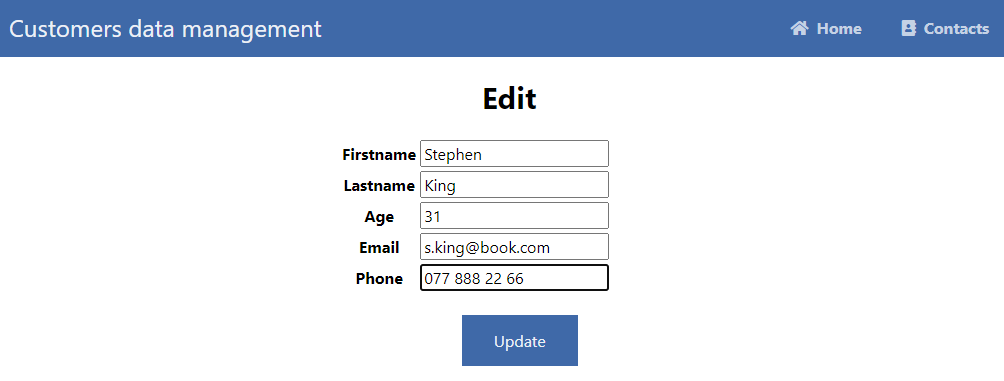 Customers data management Home Contacts
Edit
Firstname Stephen
Lastname King
Age 31
Email s.king@book.com
Phone 077 888 22 66
Update